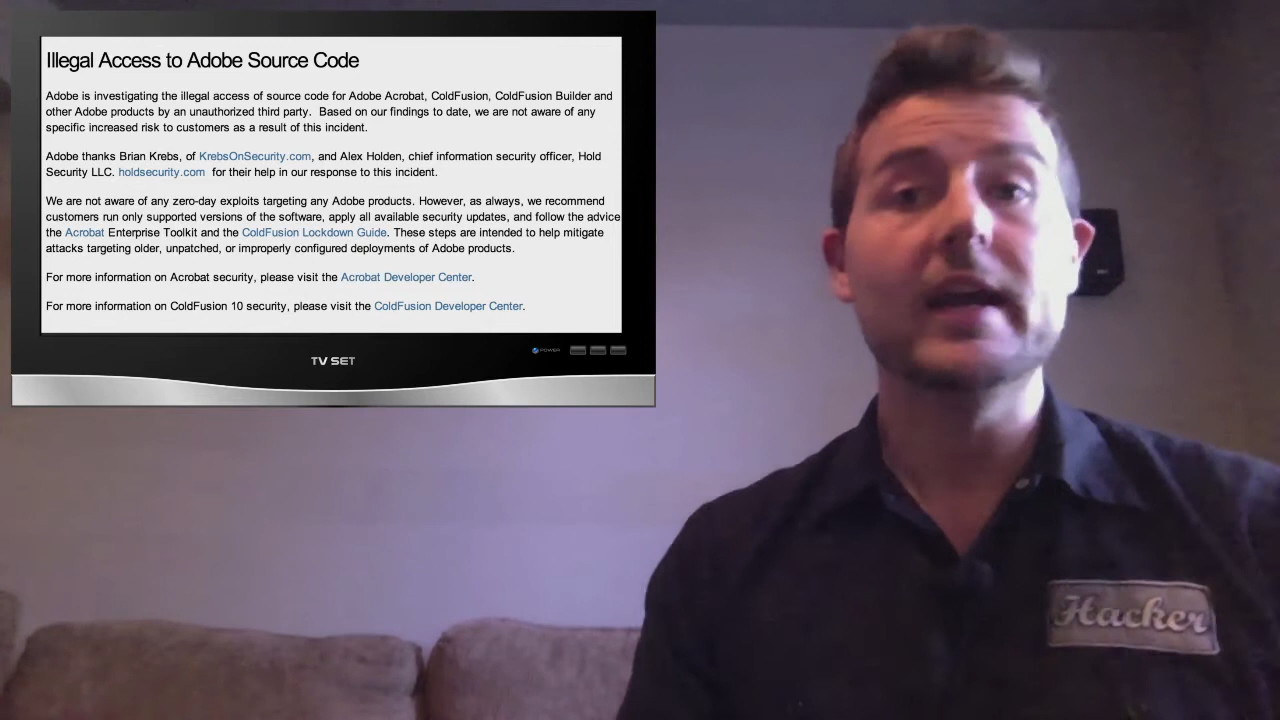 Illegal Access to Adobe Source Code
Adobe is investigating the illegal access of source code for Adobe Acrobat, ColdFusion, ColdFusion Builder and
other Adobe products by an unauthorized third party.  Based on our findings to date, we are not aware of any
specific increased risk to customers as a result of this incident.
Adobe thanks Brian Krebs, of KrebsOnSecurity.com, and Alex Holden, chief information security officer, Hold
Security LLC. holdsecurity.com  for their help in our response to this incident.
We are not aware of any zero-day exploits targeting any Adobe products. However, as always, we recommend
customers run only supported versions of the software, apply all available security updates, and follow the advice
the Acrobat Enterprise Toolkit and the ColdFusion Lockdown Guide. These steps are intended to help mitigate
attacks targeting older, unpatched, or improperly configured deployments of Adobe products.
For more information on Acrobat security, please visit the Acrobat Developer Center.
For more information on ColdFusion 10 security, please visit the ColdFusion Developer Center.
POWER
TV SET
Hacker